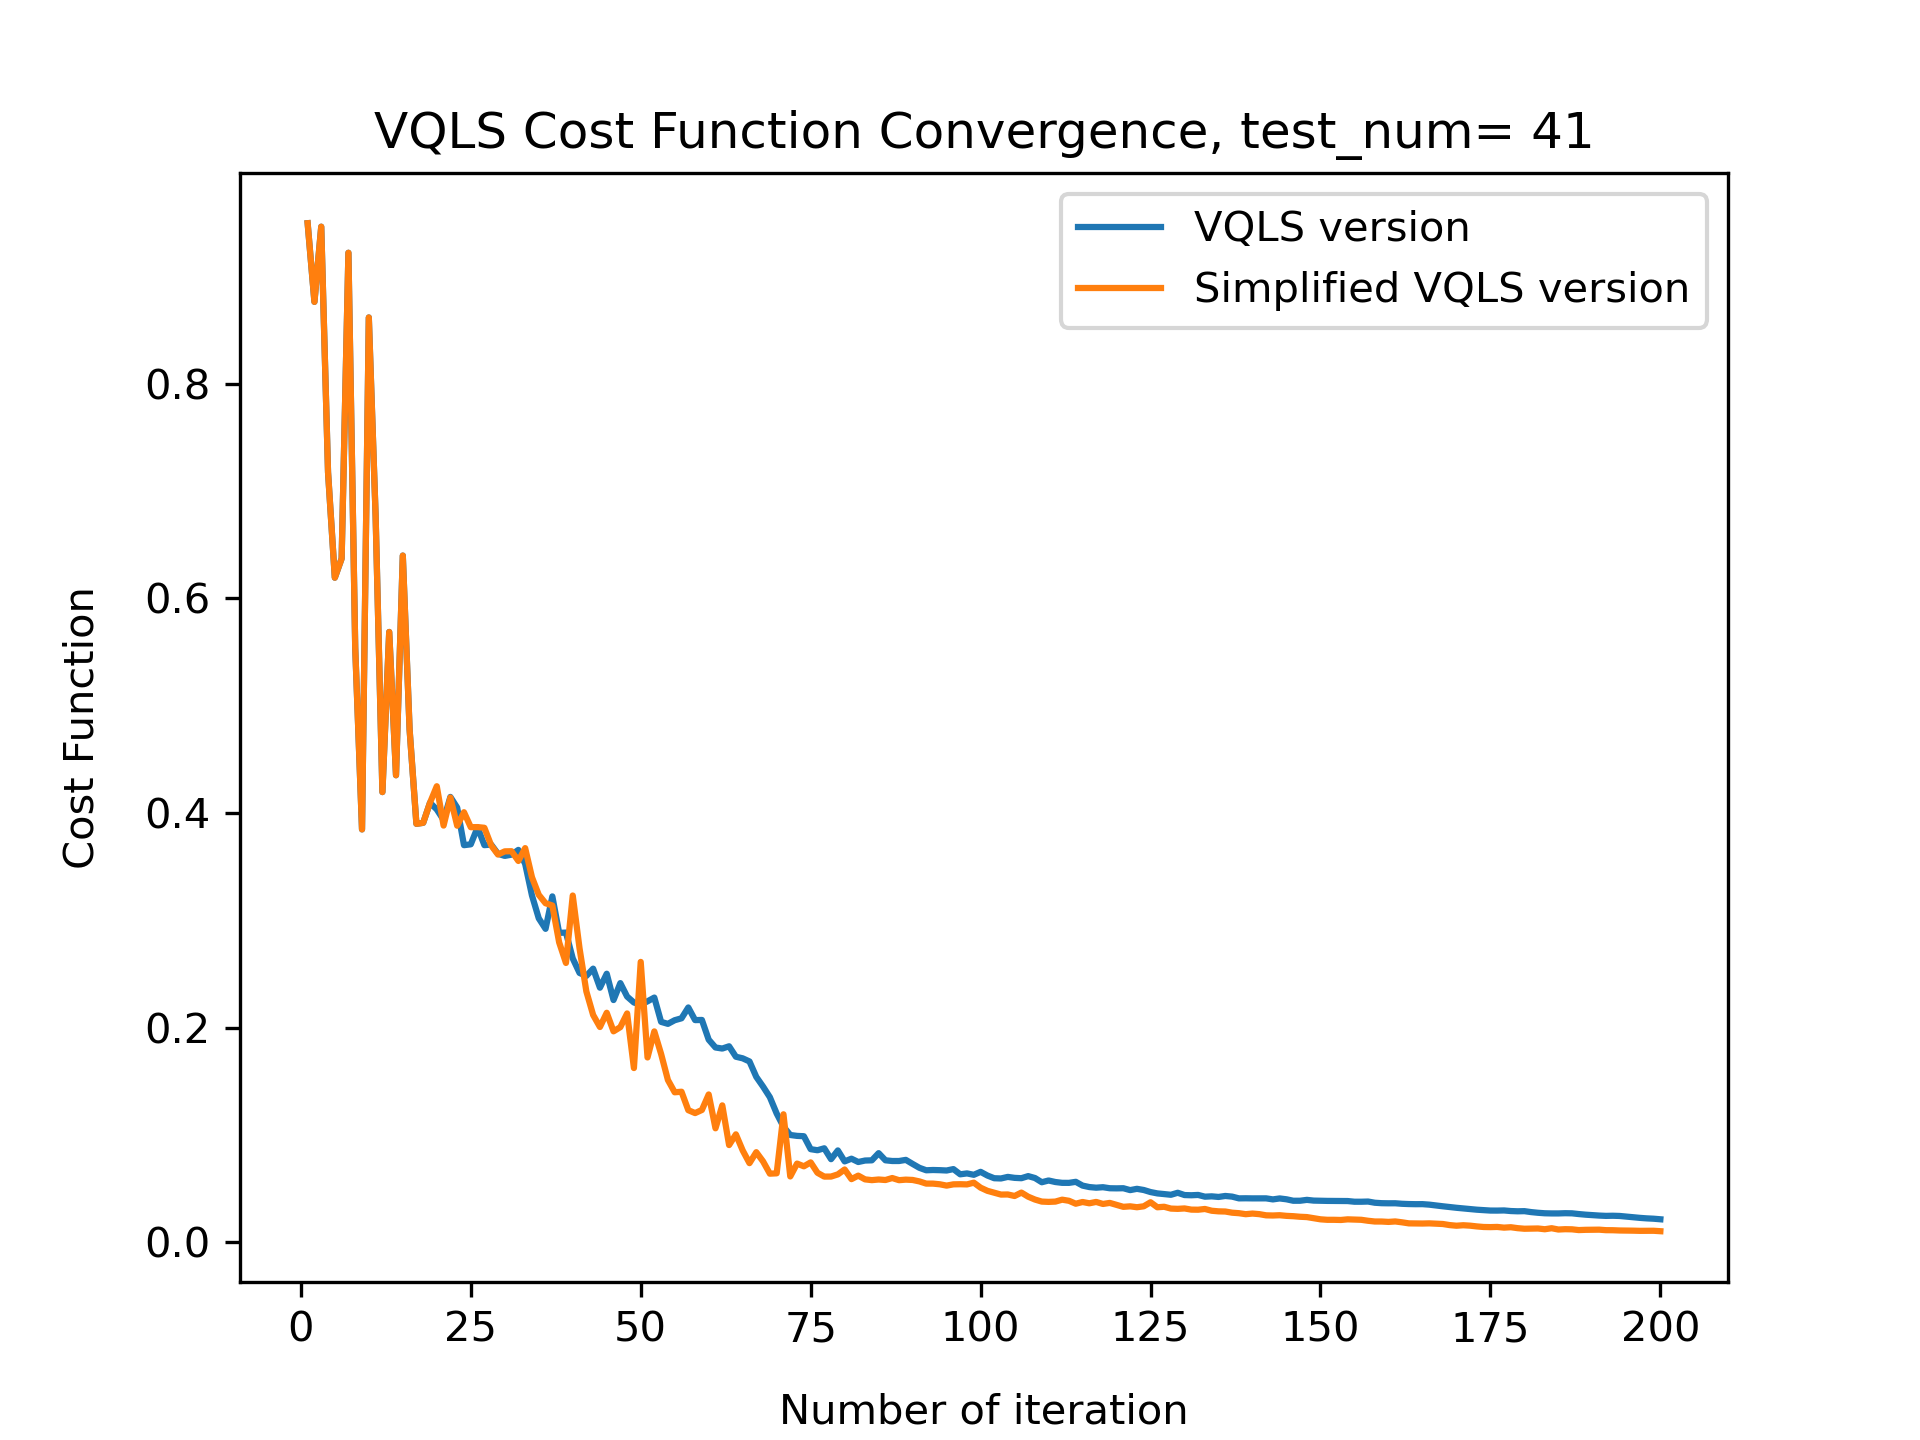 VQLS Cost Function Convergence, test_num= 41
VQLS version
Simplified VQLS version
0.8
0.6
0.4
0.2
0.0
Cost Function
0 25 50 75 100 125 150 175 200
Number of iteration